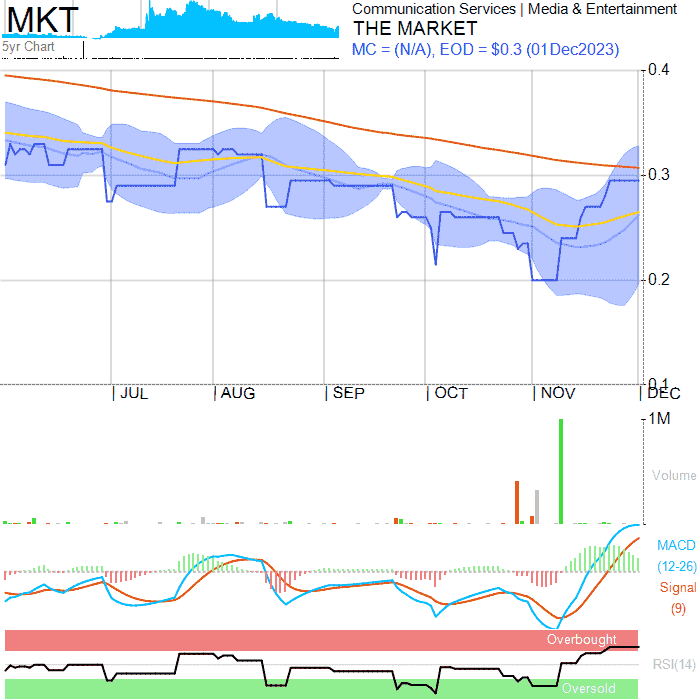 MKT
Communication Services | Media & Entertainment
THE MARKET
MC = (N/A), EOD = $0.3 (01Dec2023)
5yr Chart
0.4
0.3
0.2
0.1
| JUL | AUG | SEP | OCT | NOV | DEC
1M
Volume
MACD
(12-26)
Signal
(9)
Overbought
RSI(14)
Oversold